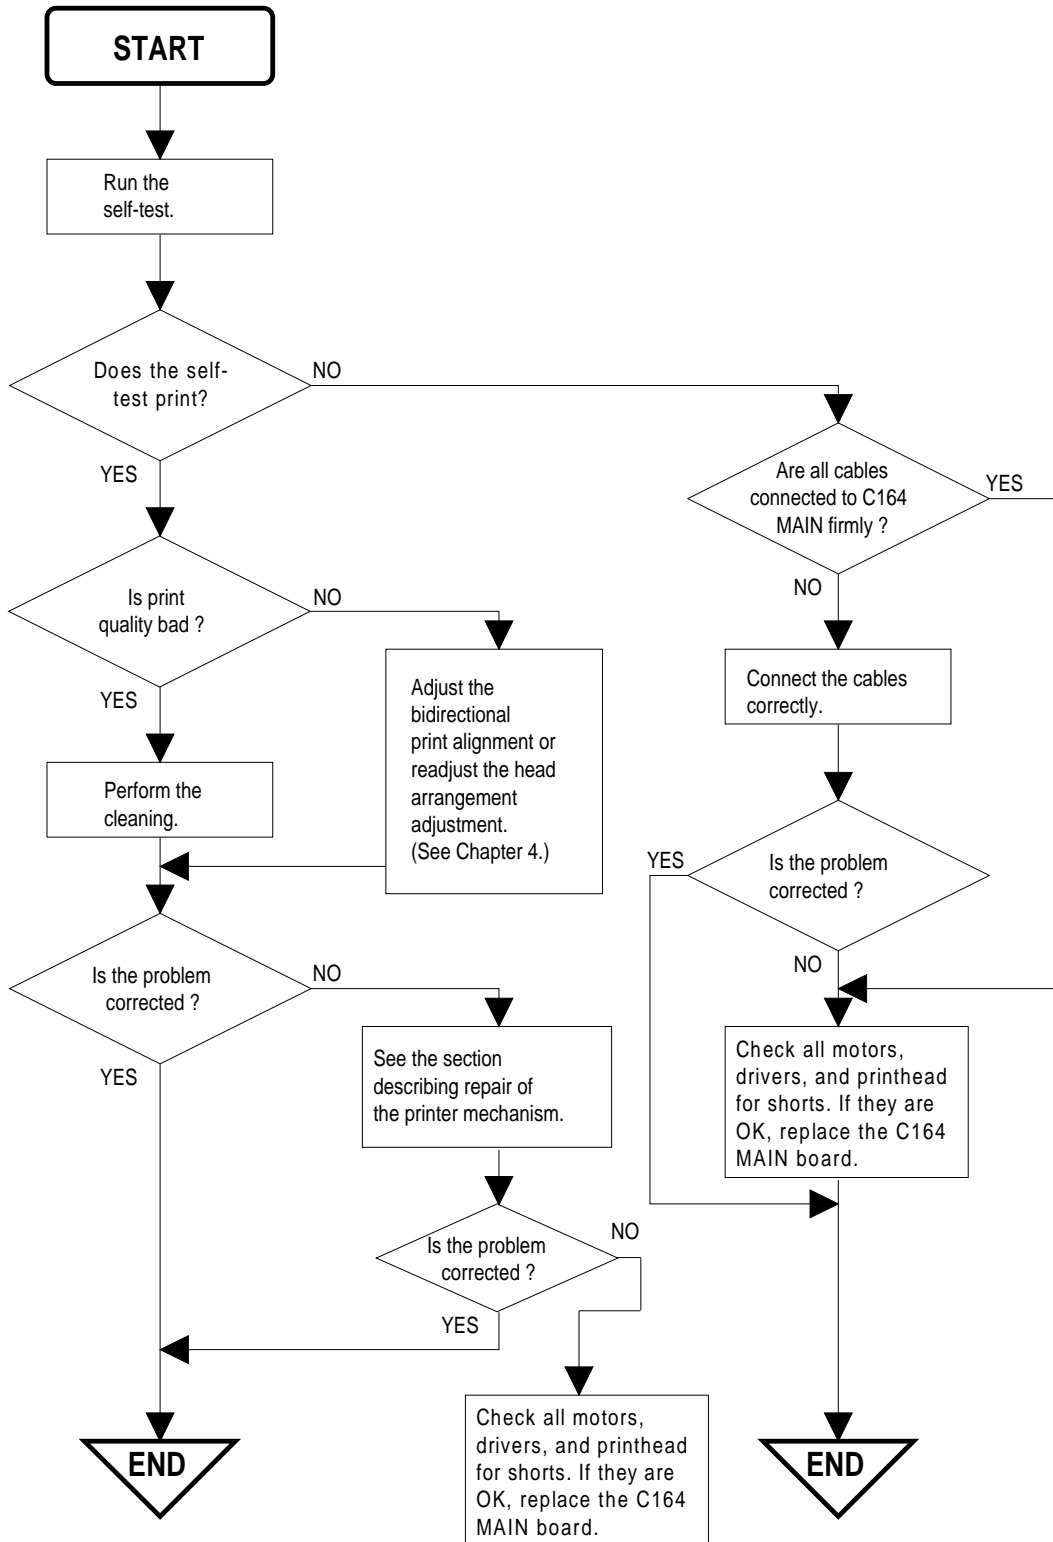 START
Run the
self-test.
Does the self-
test print?
NO
YES
Are all cables
connected to C164
MAIN firmly ?
YES
NO
Is print
quality bad ?
NO
YES
Adjust the
bidirectional
print alignment or
readjust the head
arrangement
adjustment.
(See Chapter 4.)
Connect the cables
correctly.
Perform the
cleaning.
Is the problem
corrected ?
YES
NO
Is the problem
corrected ?
NO
YES
See the section
describing repair of
the printer mechanism.
Check all motors,
drivers, and printhead
for shorts. If they are
OK, replace the C164
MAIN board.
Is the problem
corrected ?
NO
YES
Check all motors,
drivers, and printhead
for shorts. If they are
OK, replace the C164
MAIN board.
END
END